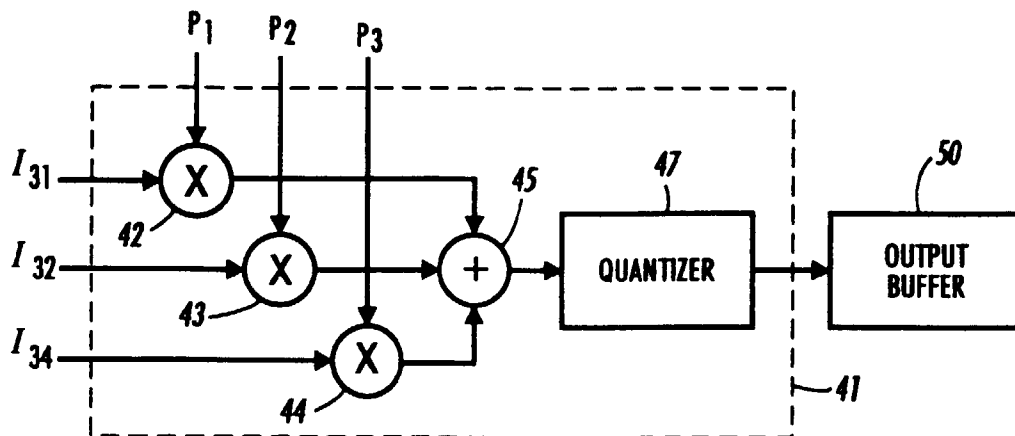 P1 P2 P3
I31
X
42
I32
X
43
I34
X
44
45
+
47
QUANTIZER
50
OUTPUT
BUFFER
41